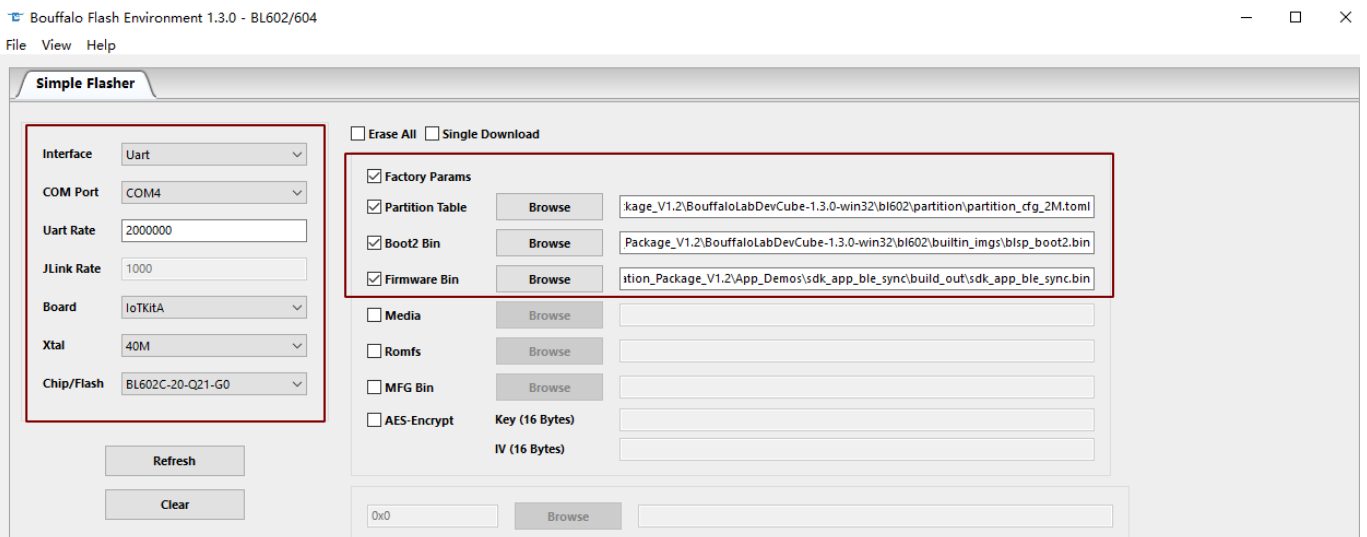 Bouffalo Flash Environment 1.3.0 - BL602/604
File View Help
Simple Flasher
Interface Uart
COM Port COM4
Uart Rate 2000000
JLink Rate 1000
Board IoTKitA
Xtal 40M
Chip/Flash BL602C-20-Q21-G0
Refresh
Clear
Erase All Single Download
Factory Params
Partition Table Browse :kage_V1.2\BouffaloLabDevCube-1.3.0-win32\bl602\partition\partition_cfg_2M.toml
Boot2 Bin Browse Package_V1.2\BouffaloLabDevCube-1.3.0-win32\bl602\builtin_imgs\blsp_boot2.bin
Firmware Bin Browse ation_Package_V1.2\App_Demos\sdk_app_ble_sync\build_out\sdk_app_ble_sync.bin
Media Browse
Romfs Browse
MFG Bin Browse
AES-Encrypt Key (16 Bytes)
IV (16 Bytes)
0x0 Browse